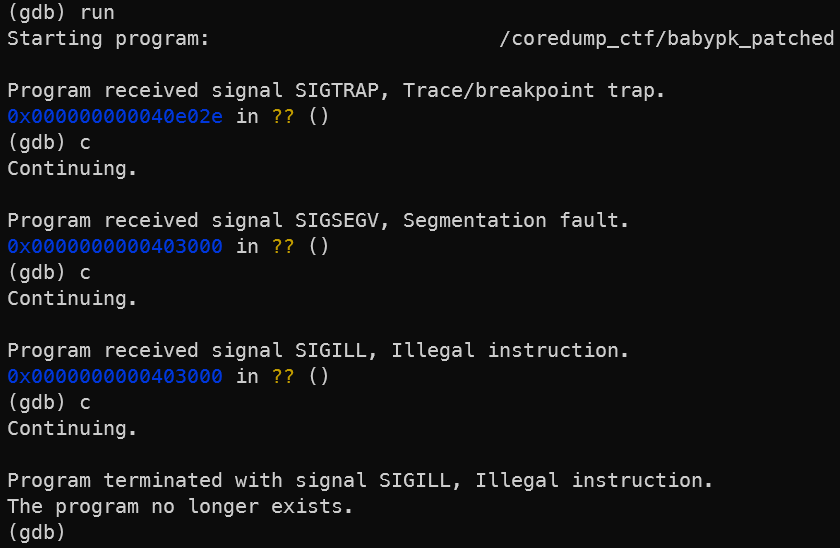 (gdb) run
Starting program: /coredump_ctf/babypk_patched
Program received signal SIGTRAP, Trace/breakpoint trap.
0x000000000040e02e in ?? ()
(gdb) c
Continuing.
Program received signal SIGSEGV, Segmentation fault.
0x0000000000403000 in ?? ()
(gdb) c
Continuing.
Program received signal SIGILL, Illegal instruction.
0x0000000000403000 in ?? ()
(gdb) c
Continuing.
Program terminated with signal SIGILL, Illegal instruction.
The program no longer exists.
(gdb)